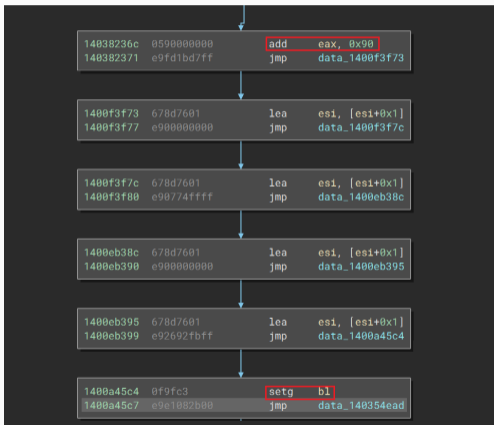 14038236c 0590000000 add eax, 0x90
140382371 e9fd1bd7ff jmp data_1400f3f73
1400f3f73 678d7601 lea esi, [esi+0x1]
1400f3f77 e900000000 jmp data_1400f3f7c
1400f3f7c 678d7601 lea esi, [esi+0x1]
1400f3f80 e90774ffff jmp data_1400eb38c
1400eb38c 678d7601 lea esi, [esi+0x1]
1400eb390 e900000000 jmp data_1400eb395
1400eb395 678d7601 lea esi, [esi+0x1]
1400eb399 e92692fbff jmp data_1400a45c4
1400a45c4 0f9fc3 setg bl
1400a45c7 e9e1082b00 jmp data_140354ead